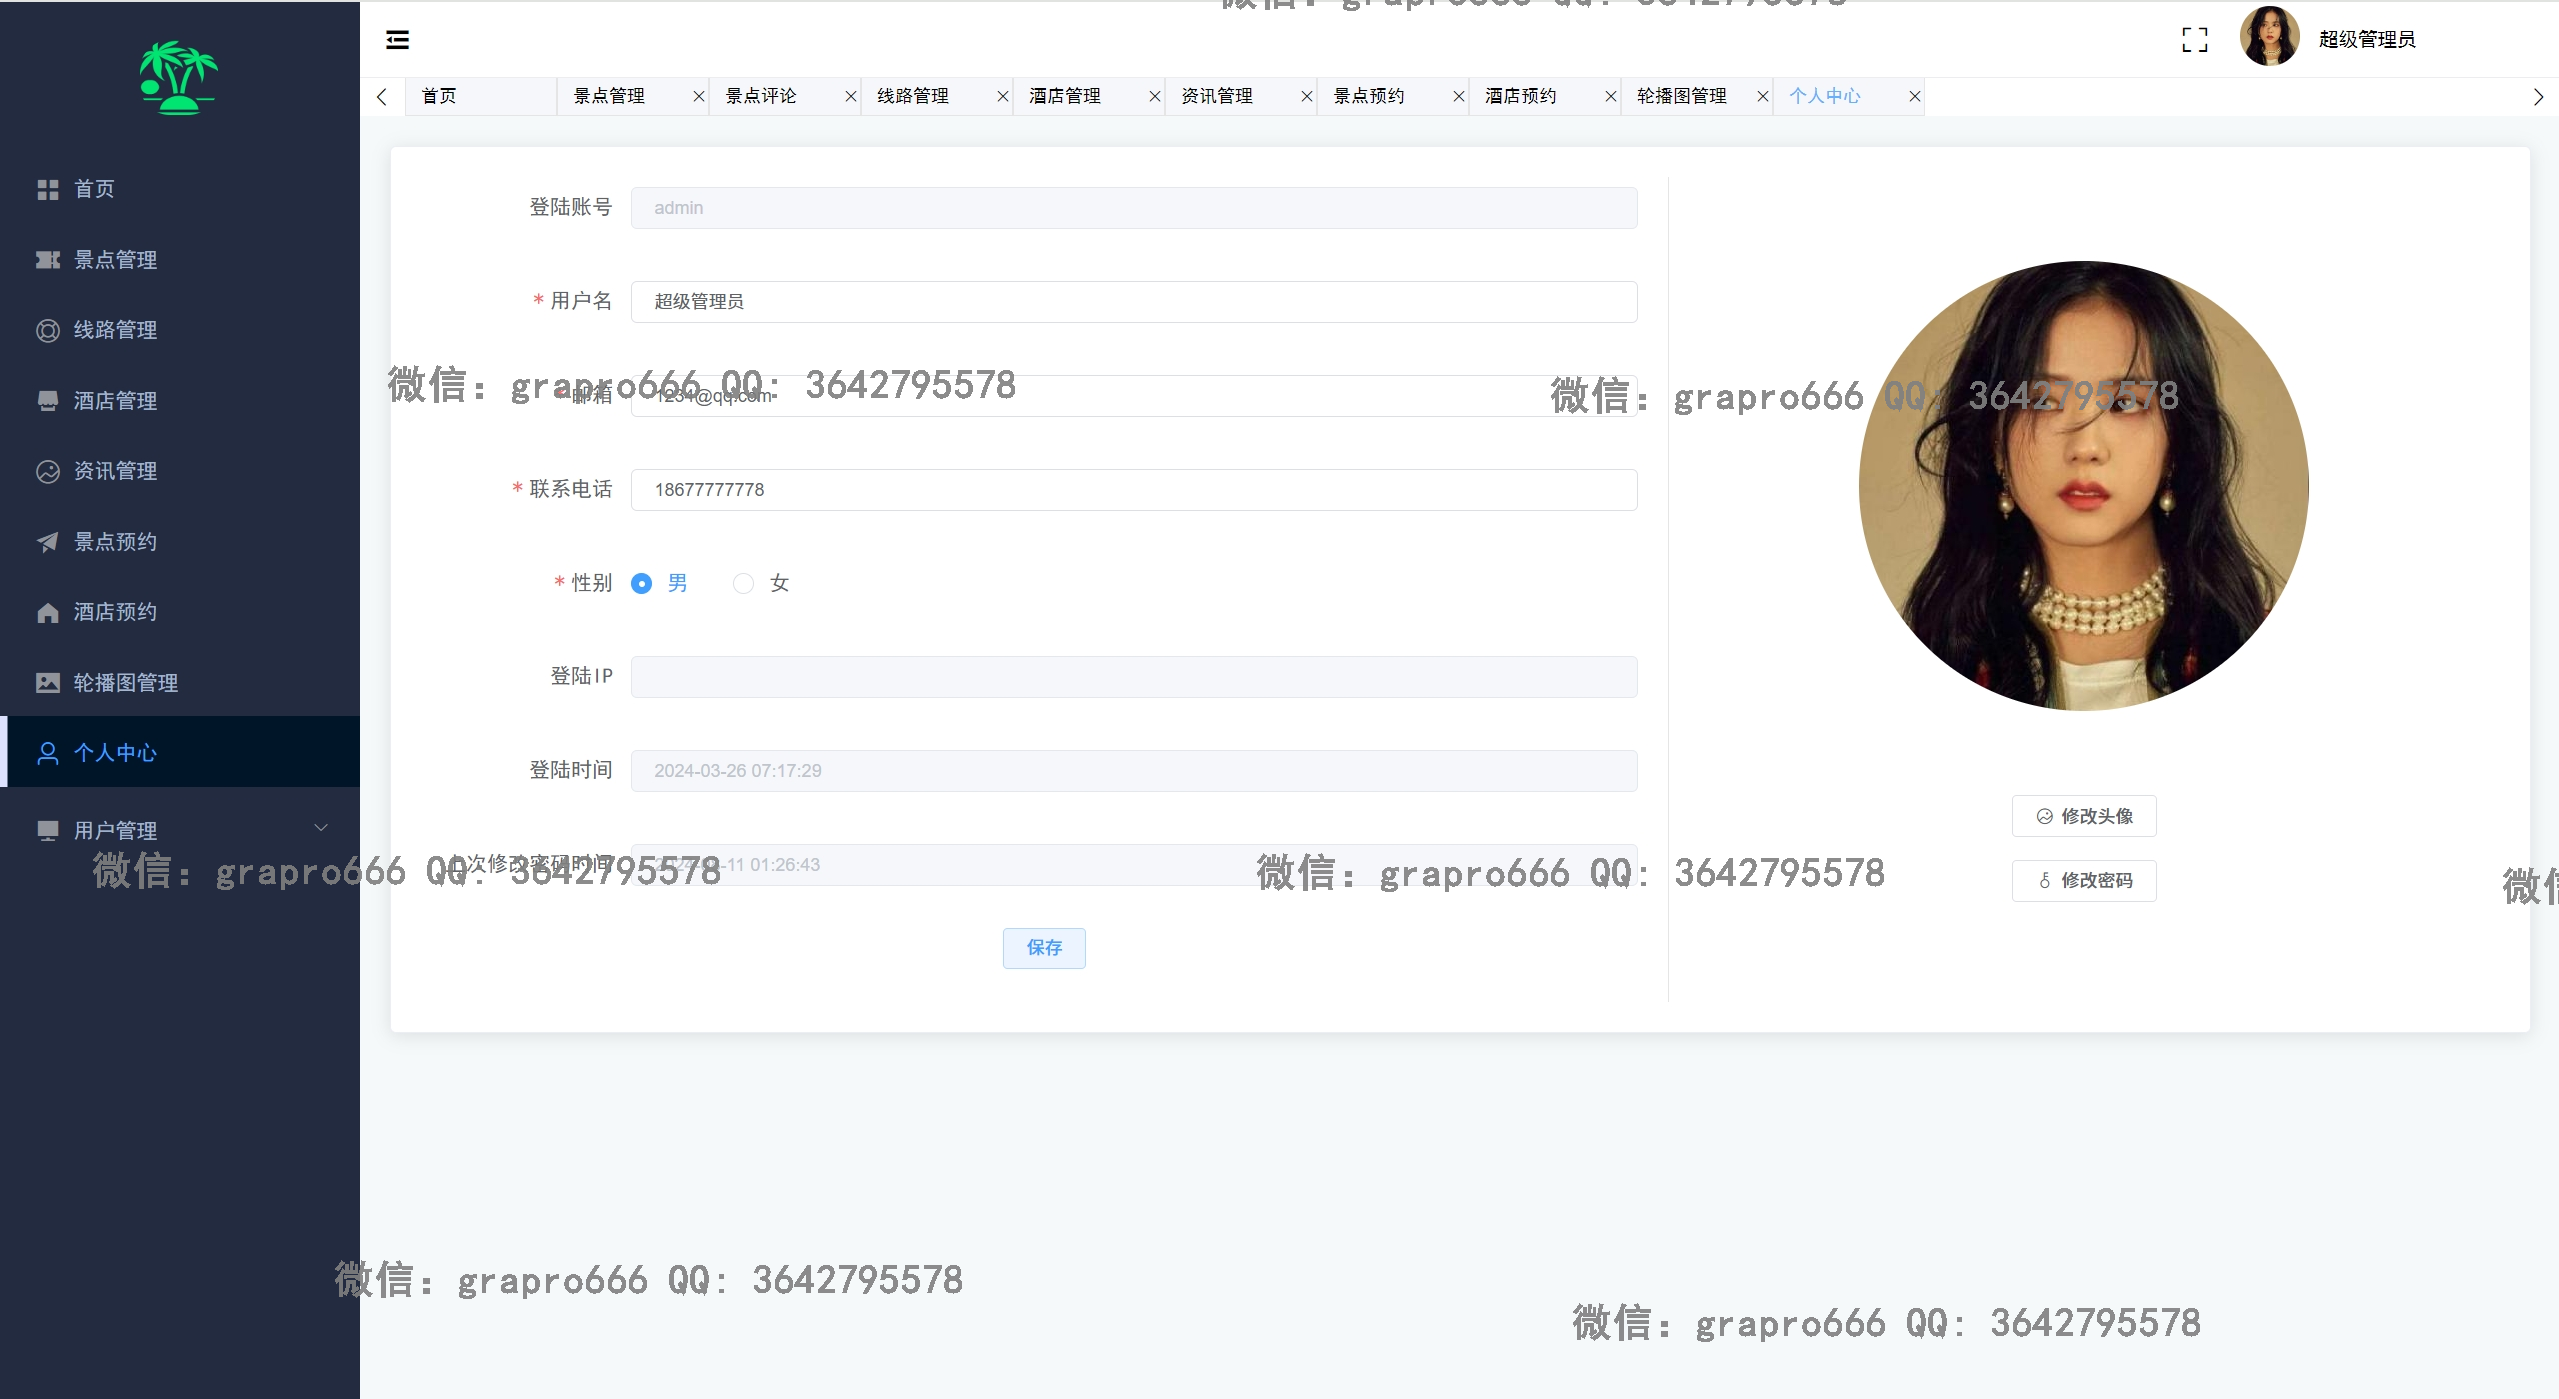 超级管理员
首页 景点管理 景点评论 线路管理 酒店管理 资讯管理 景点预约 酒店预约 轮播图管理 个人中心
首页
景点管理
线路管理
酒店管理
资讯管理
景点预约
酒店预约
轮播图管理
个人中心
用户管理
登陆账号 admin
* 用户名 超级管理员
* 邮箱 1234@qq.com
* 联系电话 18677777778
* 性别 男 女
登陆IP
登陆时间 2024-03-26 07:17:29
上次修改密码时间 11 01:26:43
保存
修改头像
修改密码
微信: grapro666 QQ: 3642795578
微信: grapro666 QQ: 3642795578
微信: grapro666 QQ: 3642795578
微信: grapro666 QQ: 3642795578
微信: grapro666 QQ: 3642795578
微信: grapro666 QQ: 3642795578
微信: grapro666 QQ: 3642795578
微信